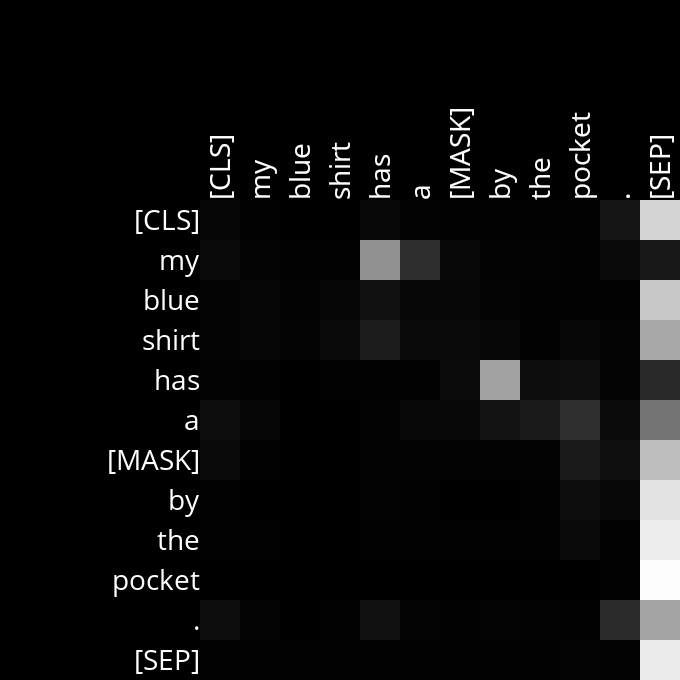 [CLS]
my
blue
shirt
has
a
[MASK]
by
the
pocket
.
[SEP]
[CLS]
my
blue
shirt
has
a
[MASK]
by
the
pocket
.
[SEP]